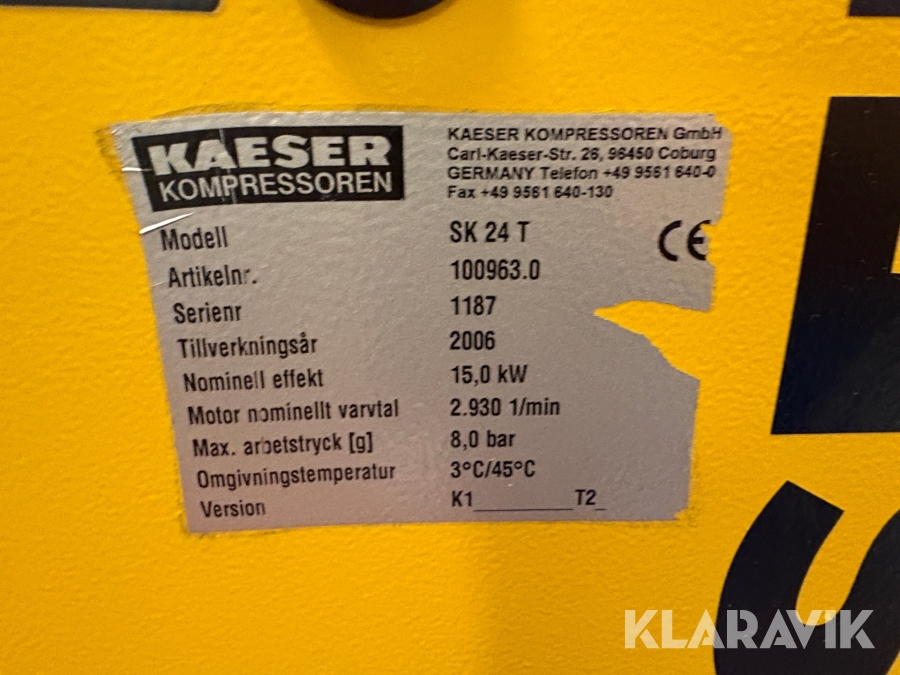 KAESER
KOMPRESSOREN
KAESER KOMPRESSOREN GmbH
Carl-Kaeser-Str. 26, 96450 Coburg
GERMANY Telefon +49 9561 640-0
Fax +49 9561 640-130
CE
Modell SK 24 T
Artikelnr. 100963.0
Serienr 1187
Tillverkningsår 2006
Nominell effekt 15,0 kW
Motor nominellt varvtal 2.930 1/min
Max. arbetstryck [g] 8,0 bar
Omgivningstemperatur 3°C/45°C
Version K1________T2_
KLARAVIK